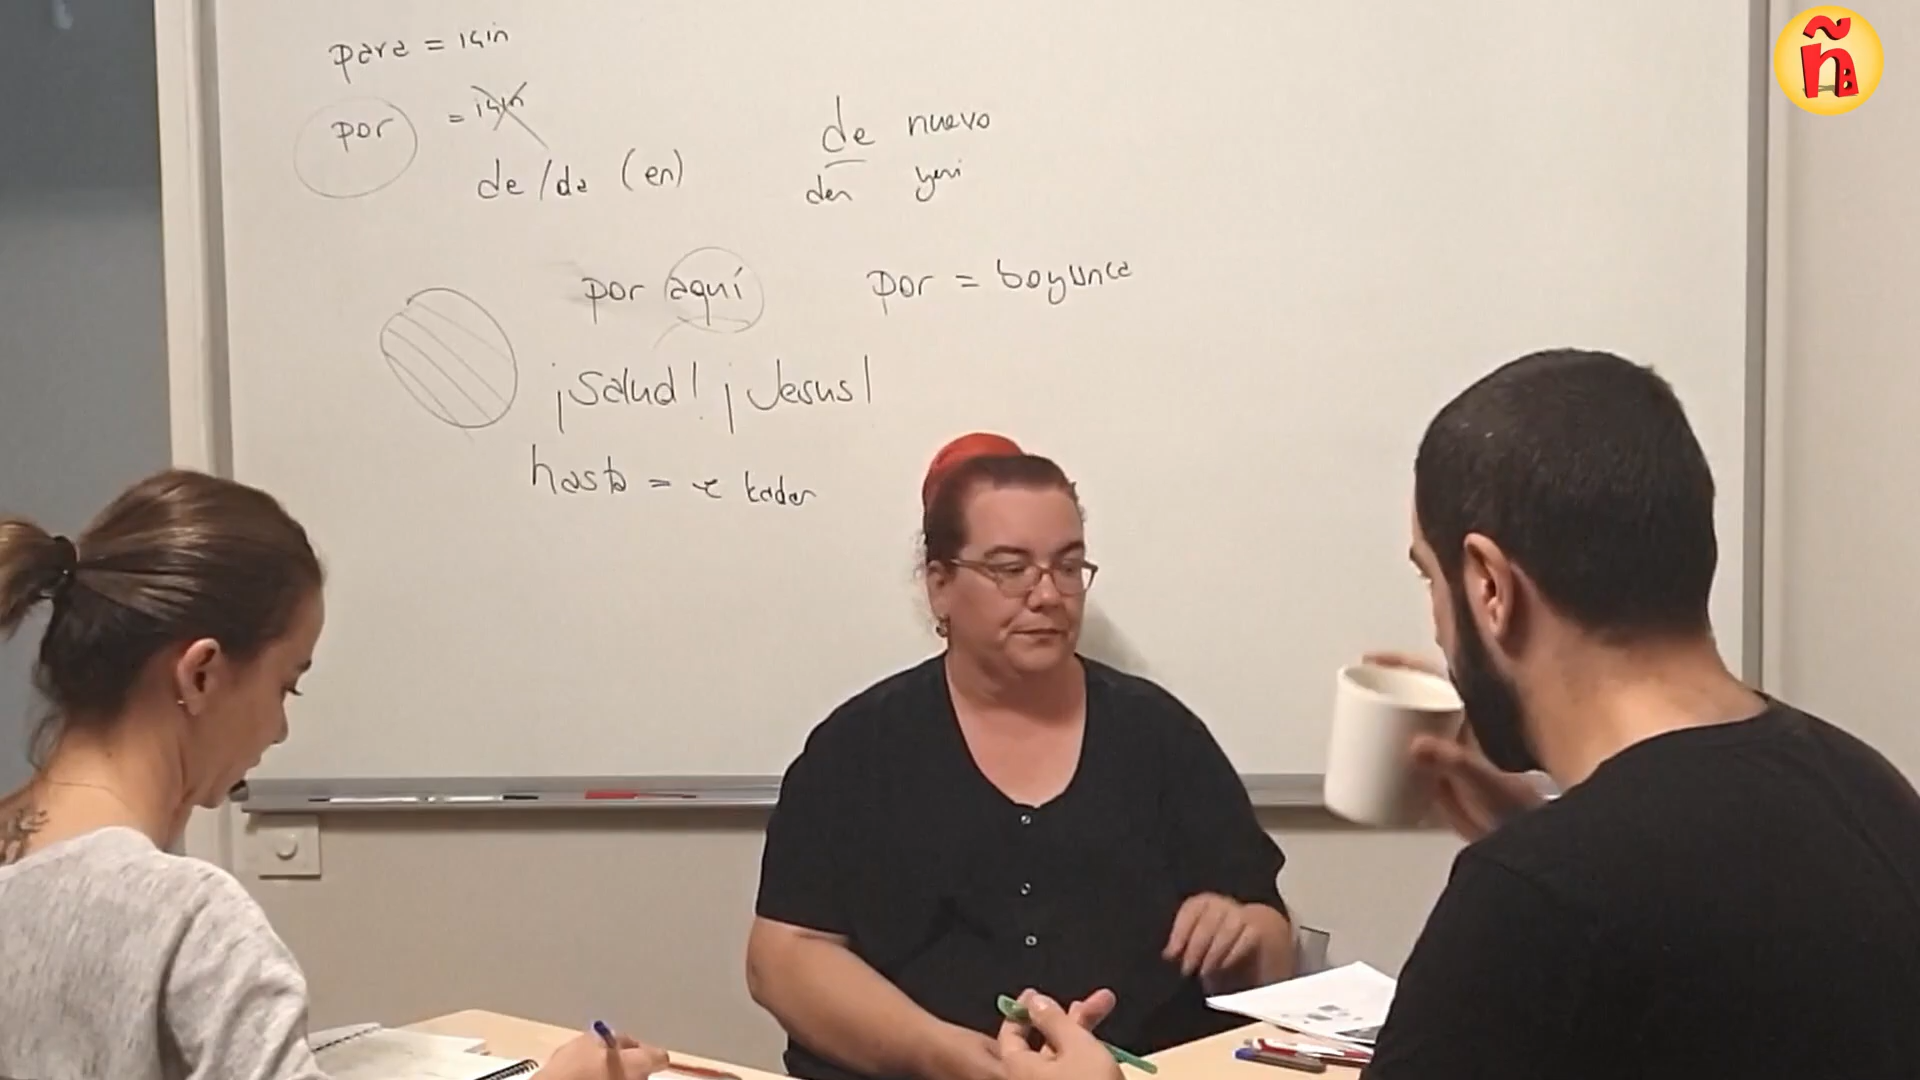 para = için
por = için
de/da (en)
de nuevo
den yeni
por aquí
por = boyunca
¡Salud! ¡Jesus!
hasta = -e kadar
ñ